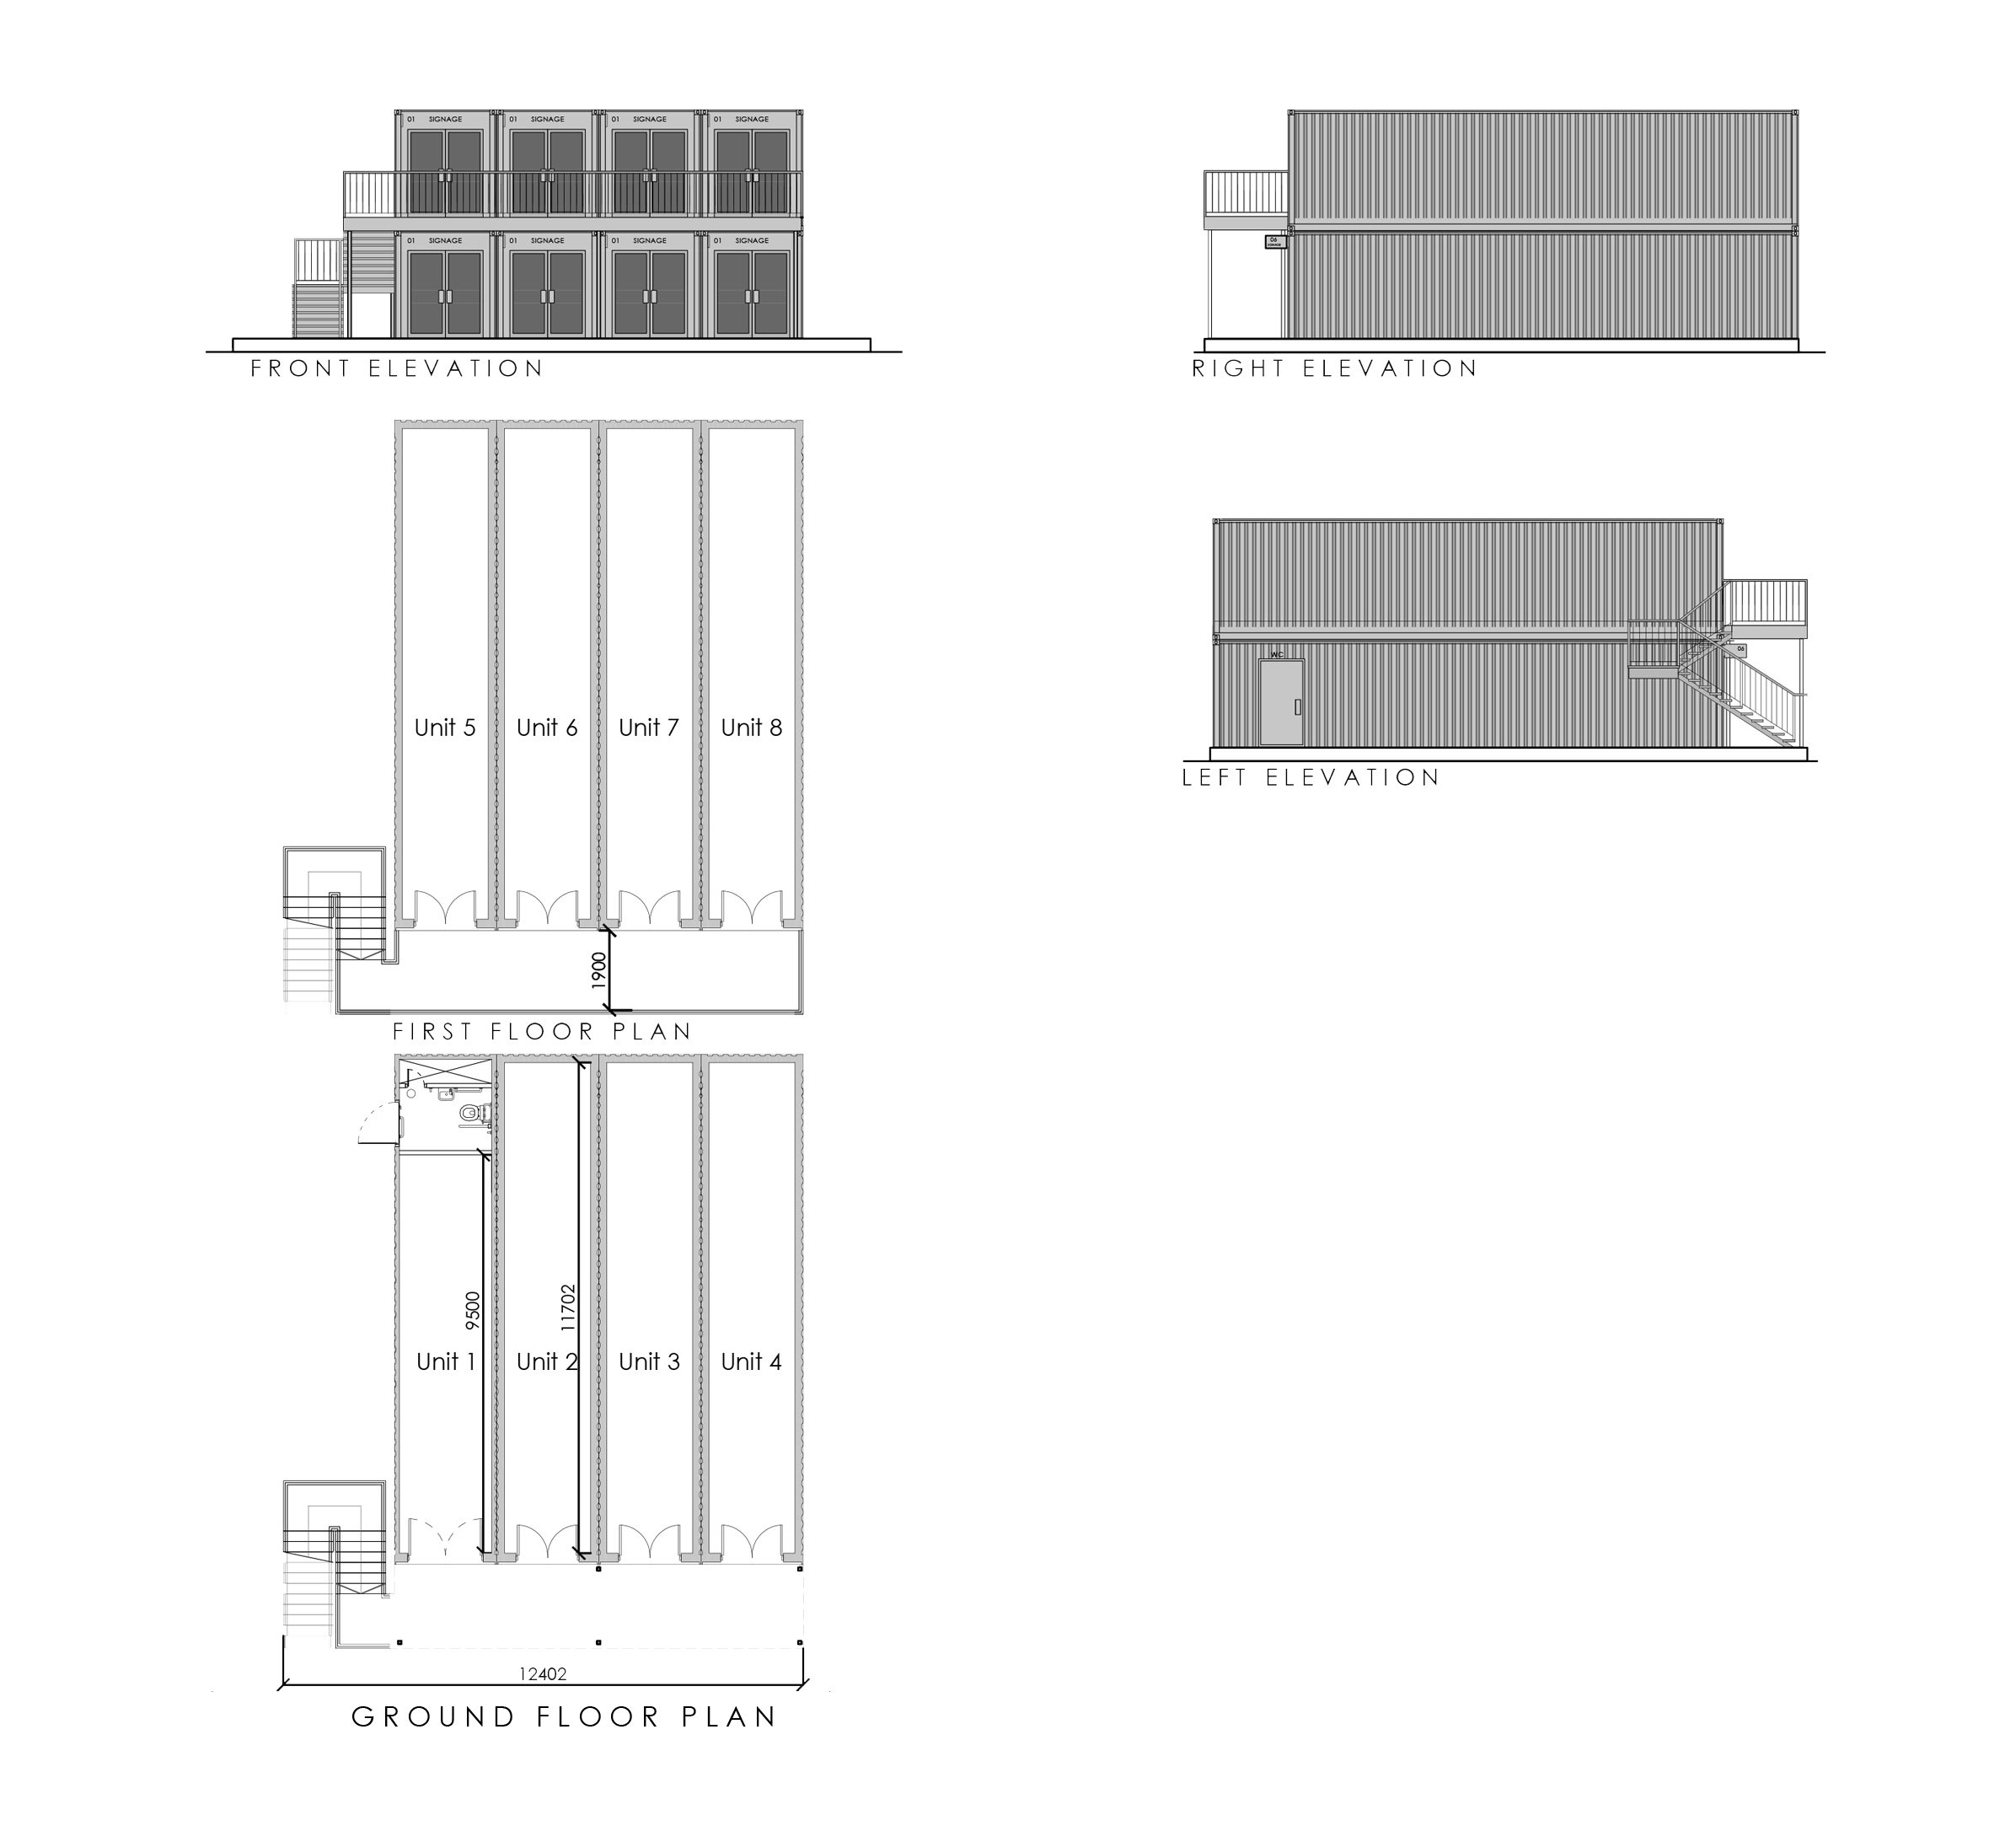 01 SIGNAGE 01 SIGNAGE 01 SIGNAGE 01 SIGNAGE
01 SIGNAGE 01 SIGNAGE 01 SIGNAGE 01 SIGNAGE
FRONT ELEVATION
06
RIGHT ELEVATION
WC
06
LEFT ELEVATION
Unit 5 Unit 6 Unit 7 Unit 8
1900
FIRST FLOOR PLAN
9500
11702
Unit 1 Unit 2 Unit 3 Unit 4
12402
GROUND FLOOR PLAN